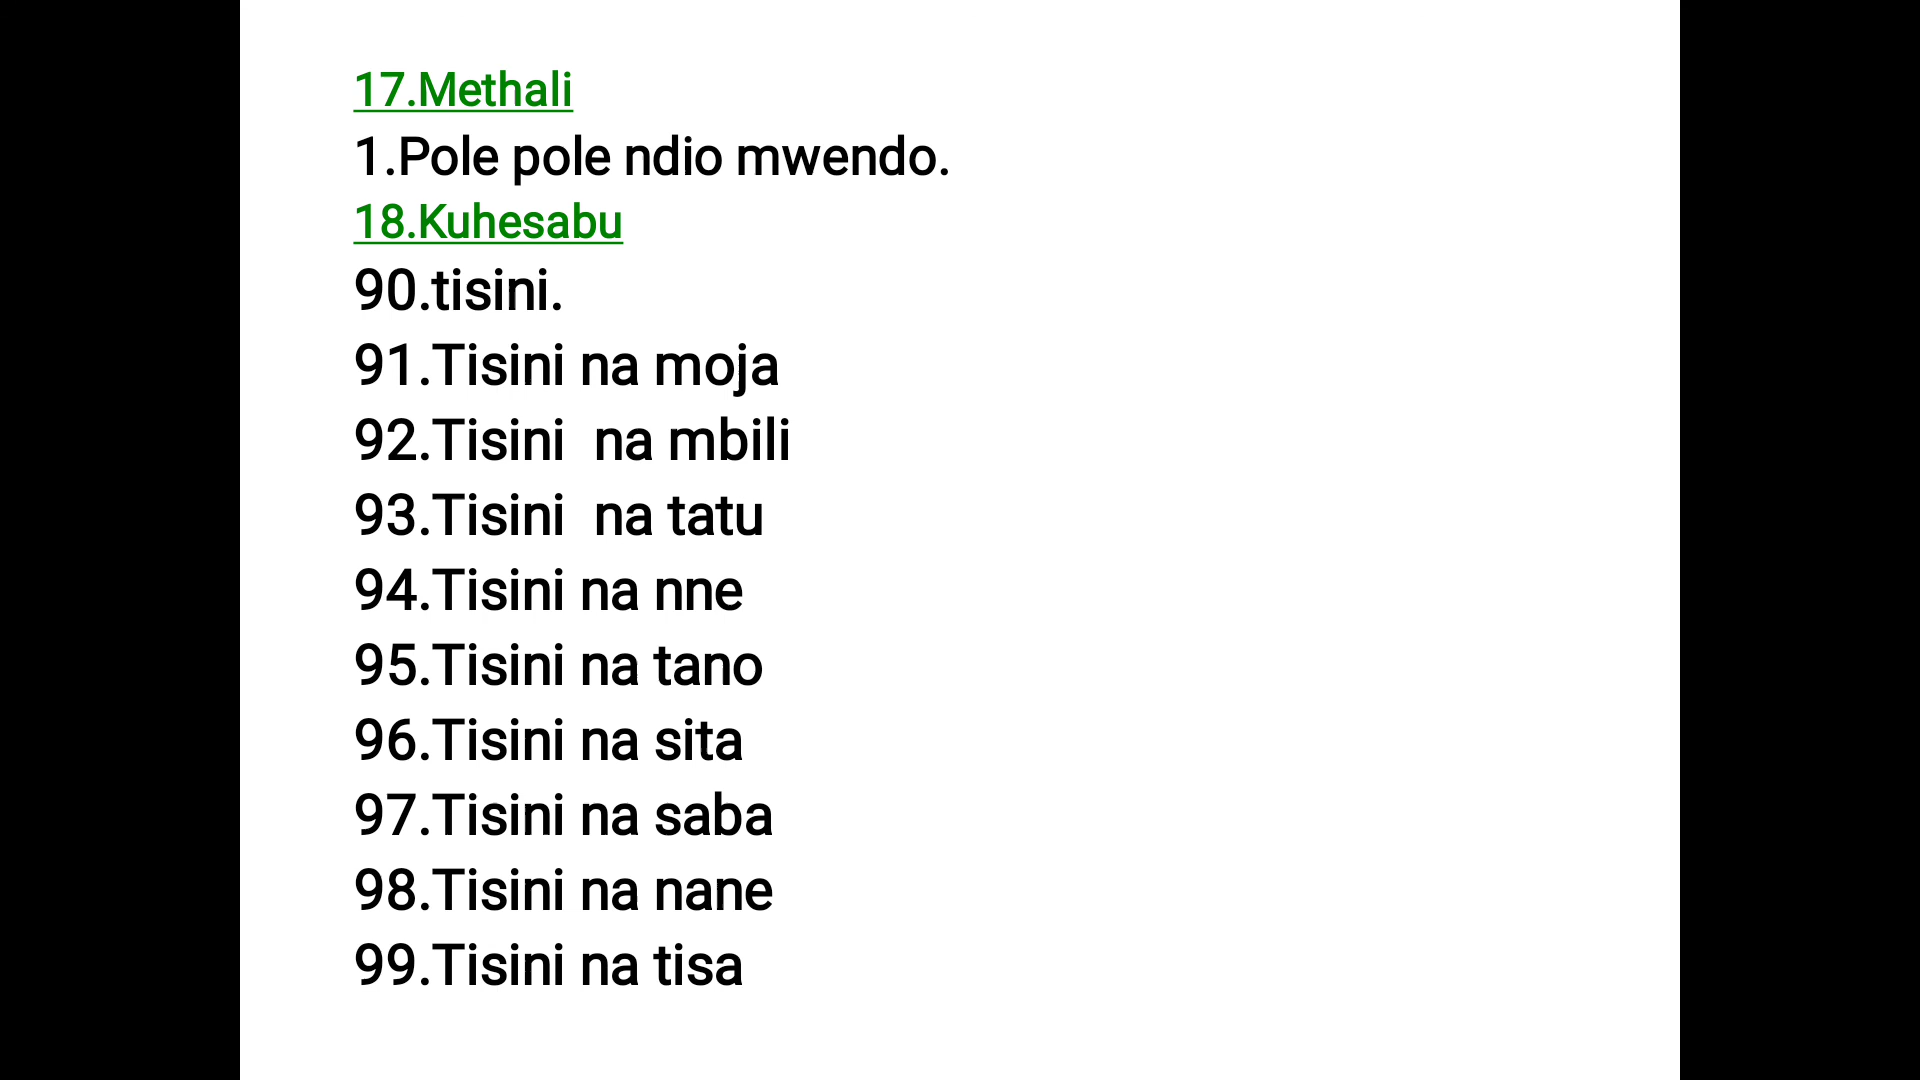 17.Methali
1.Pole pole ndio mwendo.
18.Kuhesabu
90.tisini.
91.Tisini na moja
92.Tisini  na mbili
93.Tisini  na tatu
94.Tisini na nne
95.Tisini na tano
96.Tisini na sita
97.Tisini na saba
98.Tisini na nane
99.Tisini na tisa